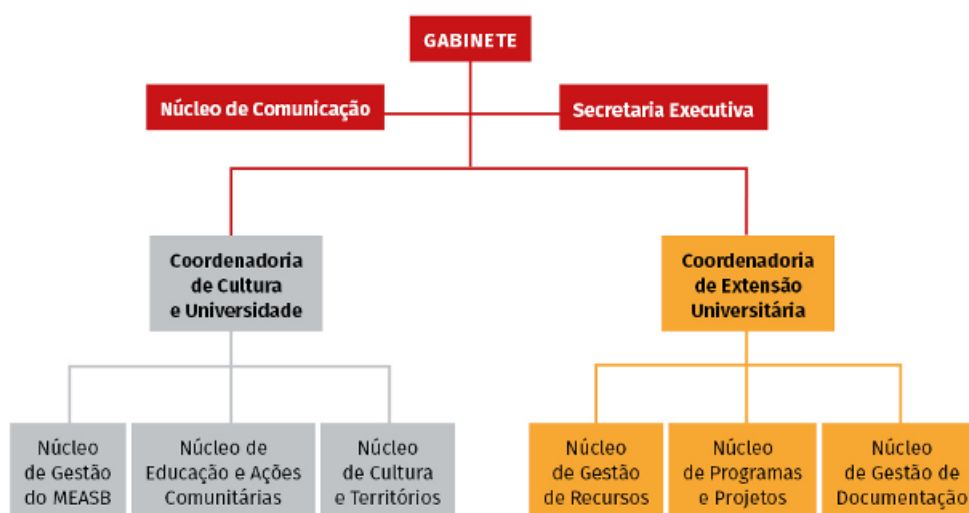 GABINETE
Núcleo de Comunicação
Secretaria Executiva
Coordenadoria
de Cultura
e Universidade
Coordenadoria
de Extensão
Universitária
Núcleo
de Gestão
do MEASB
Núcleo de
Educação e Ações
Comunitárias
Núcleo
de Cultura
e Territórios
Núcleo
de Gestão
de Recursos
Núcleo
de Programas
e Projetos
Núcleo
de Gestão de
Documentação